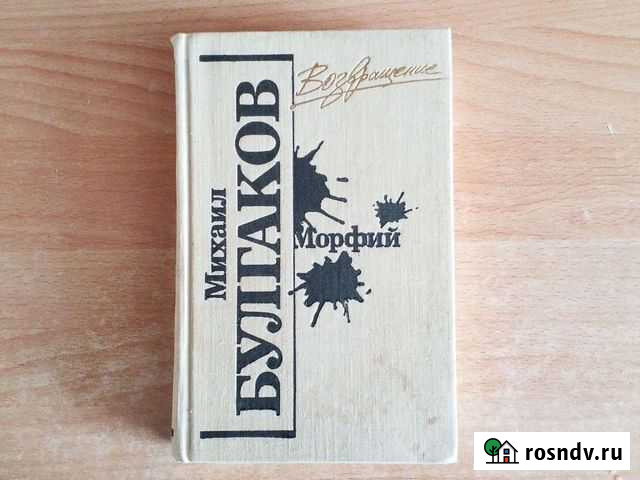 Возвращение
Михаил
БУЛГАКОВ
Морфий
rosndv.ru